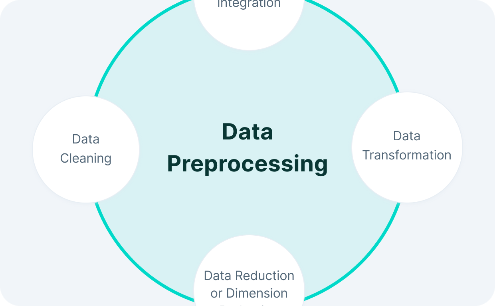 Integration
Data
Cleaning
Data
Preprocessing
Data
Transformation
Data Reduction
or Dimension